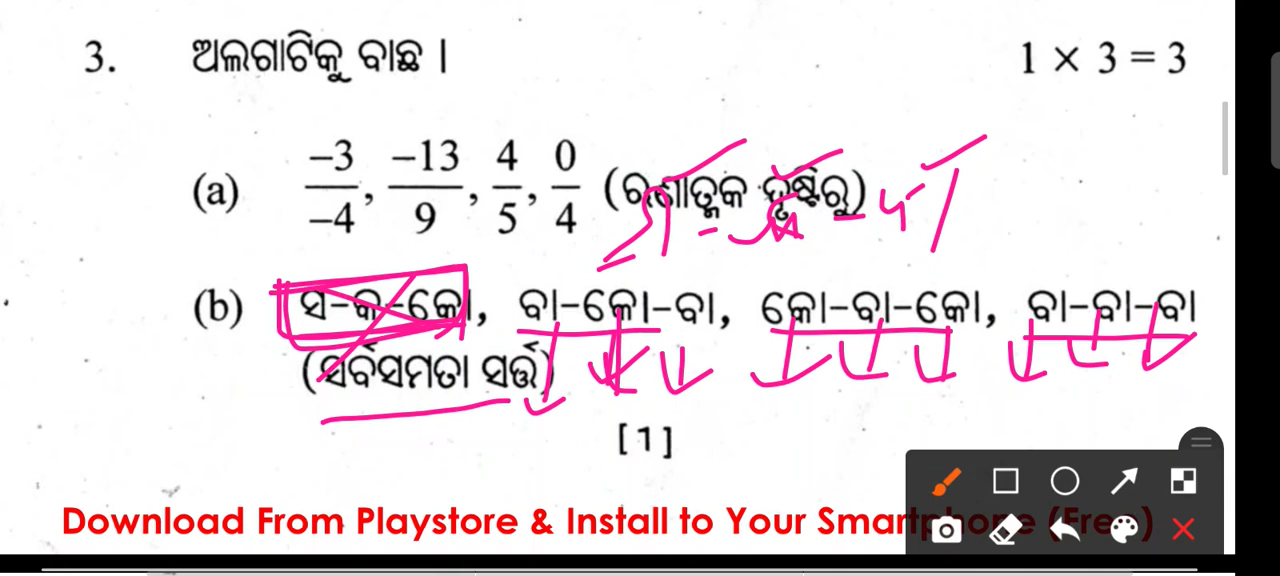 3. ଅଲଗାଟିକୁ ବାଛ । 1 × 3 = 3
(a) −3/−4, −13/9, 4/5, 0/4 (ଋଣାତ୍ମକ ଦୃଷ୍ଟିରୁ)
(b) ସ-କ-କୋ, ବା-କୋ-ବା, କୋ-ବା-କୋ, ବା-ବା-ବା
(ସର୍ବସମତା ସର୍ତ୍ତ)
[1]
Download From Playstore & Install to Your Smartphone (Free)